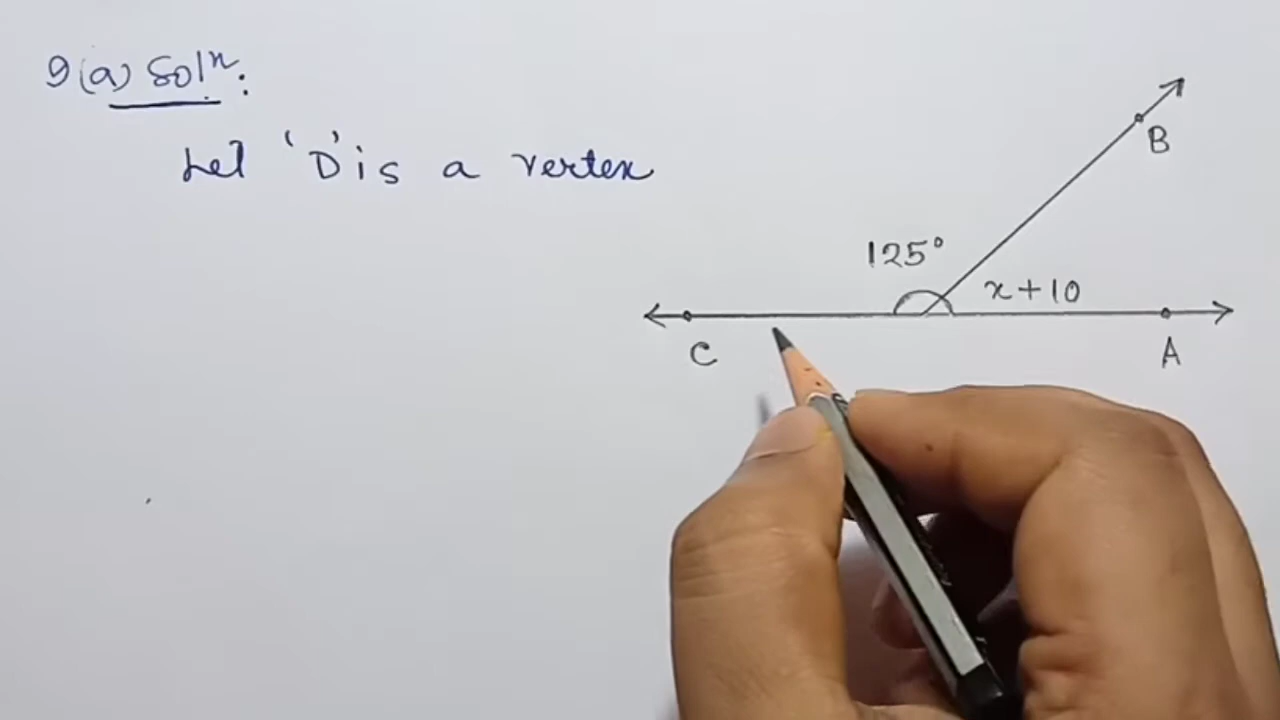 9(a) Solⁿ:
Let 'D' is a vertex
B
125°
x+10
C
A